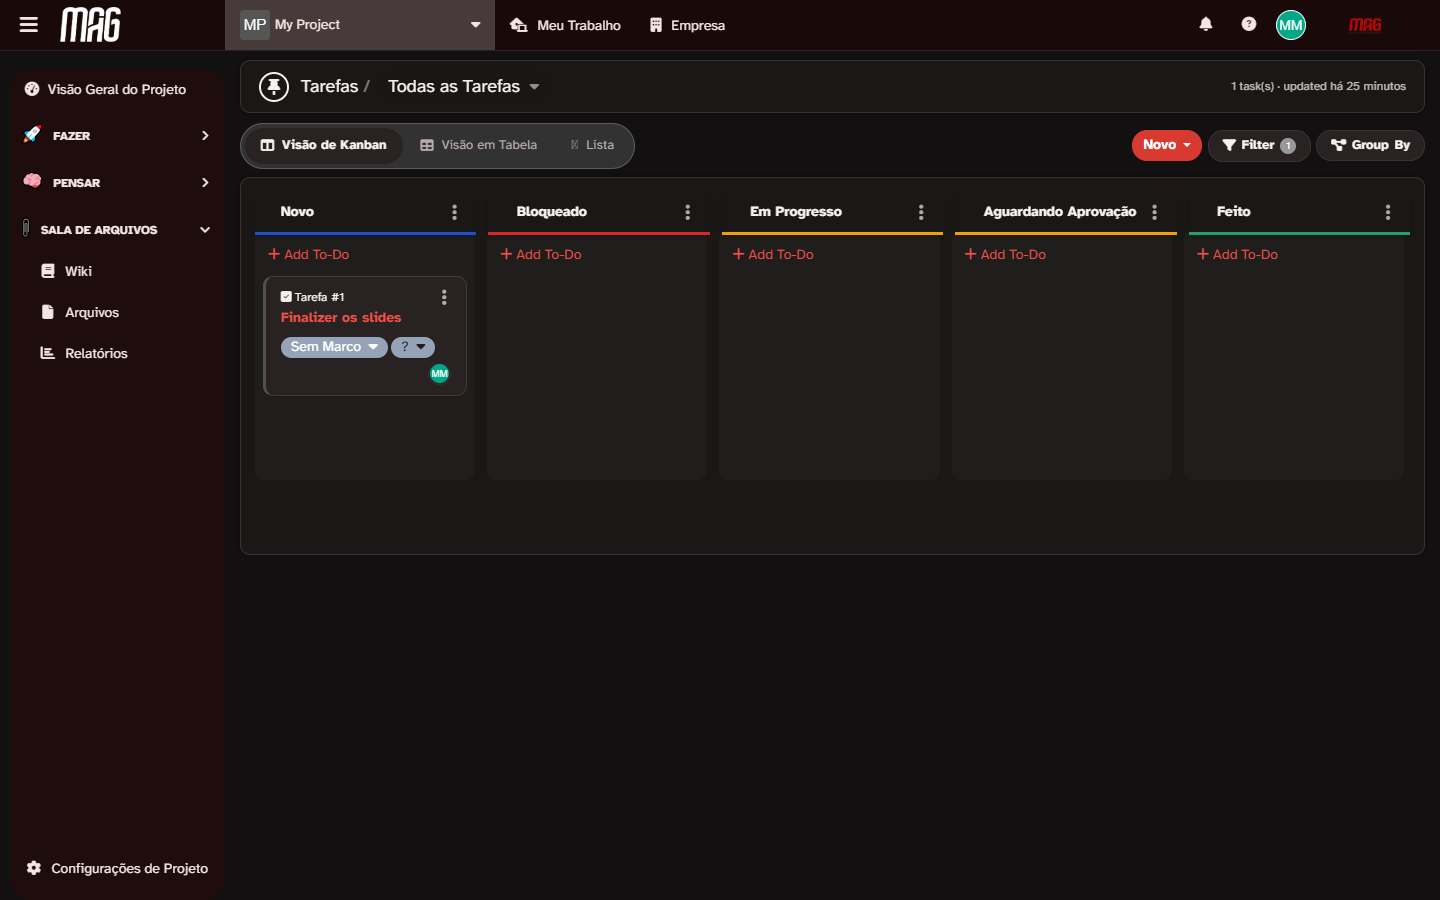 MAG
MP My Project
Meu Trabalho
Empresa
?
MM
MAG
Visão Geral do Projeto
FAZER
PENSAR
SALA DE ARQUIVOS
Wiki
Arquivos
Relatórios
Configurações de Projeto
Tarefas / Todas as Tarefas
1 task(s) · updated há 25 minutos
Visão de Kanban
Visão em Tabela
Lista
Novo
Filter 1
Group By
Novo
Bloqueado
Em Progresso
Aguardando Aprovação
Feito
+ Add To-Do
+ Add To-Do
+ Add To-Do
+ Add To-Do
+ Add To-Do
Tarefa #1
Finalizer os slides
Sem Marco
?
MM